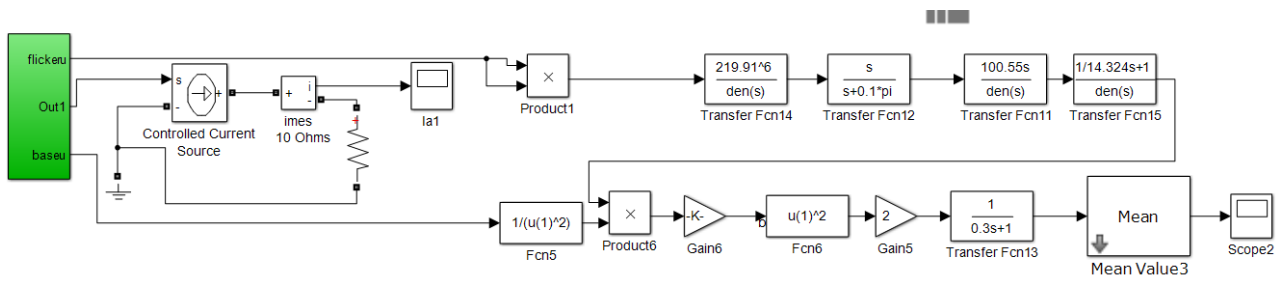 flickeru
Out1
baseu
s
-
+
Controlled Current
Source
+
i
-
imes
10 Ohms
+
Ia1
×
Product1
219.91^6
den(s)
Transfer Fcn14
s
s+0.1*pi
Transfer Fcn12
100.55s
den(s)
Transfer Fcn11
1/14.324s+1
den(s)
Transfer Fcn15
1/(u(1)^2)
Fcn5
×
Product6
-K-
Gain6
b
u(1)^2
Fcn6
2
Gain5
1
0.3s+1
Transfer Fcn13
Mean
Mean Value3
Scope2